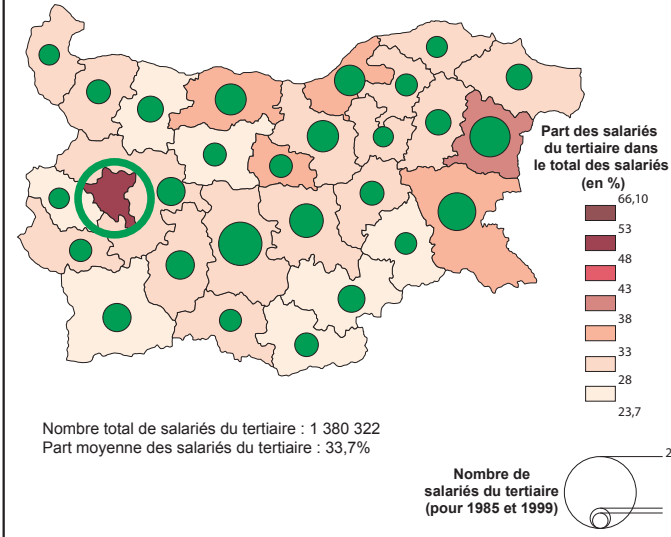 Part des salariés
du tertiaire dans
le total des salariés
(en %)
66,10
53
48
43
38
33
28
23,7
Nombre total de salariés du tertiaire : 1 380 322
Part moyenne des salariés du tertiaire : 33,7%
Nombre de
salariés du tertiaire
(pour 1985 et 1999)